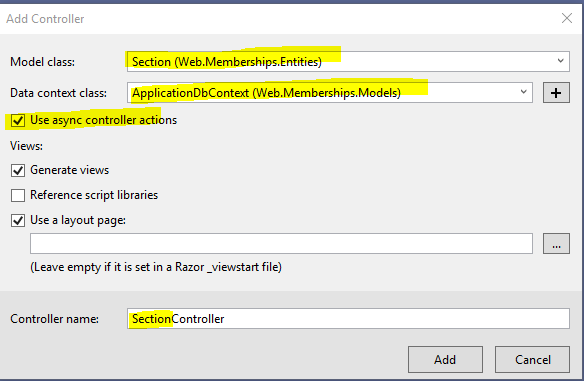 Add Controller
Model class: Section (Web.Memberships.Entities)
Data context class: ApplicationDbContext (Web.Memberships.Models) +
Use async controller actions
Views:
Generate views
Reference script libraries
Use a layout page:
...
(Leave empty if it is set in a Razor _viewstart file)
Controller name: SectionController
Add Cancel